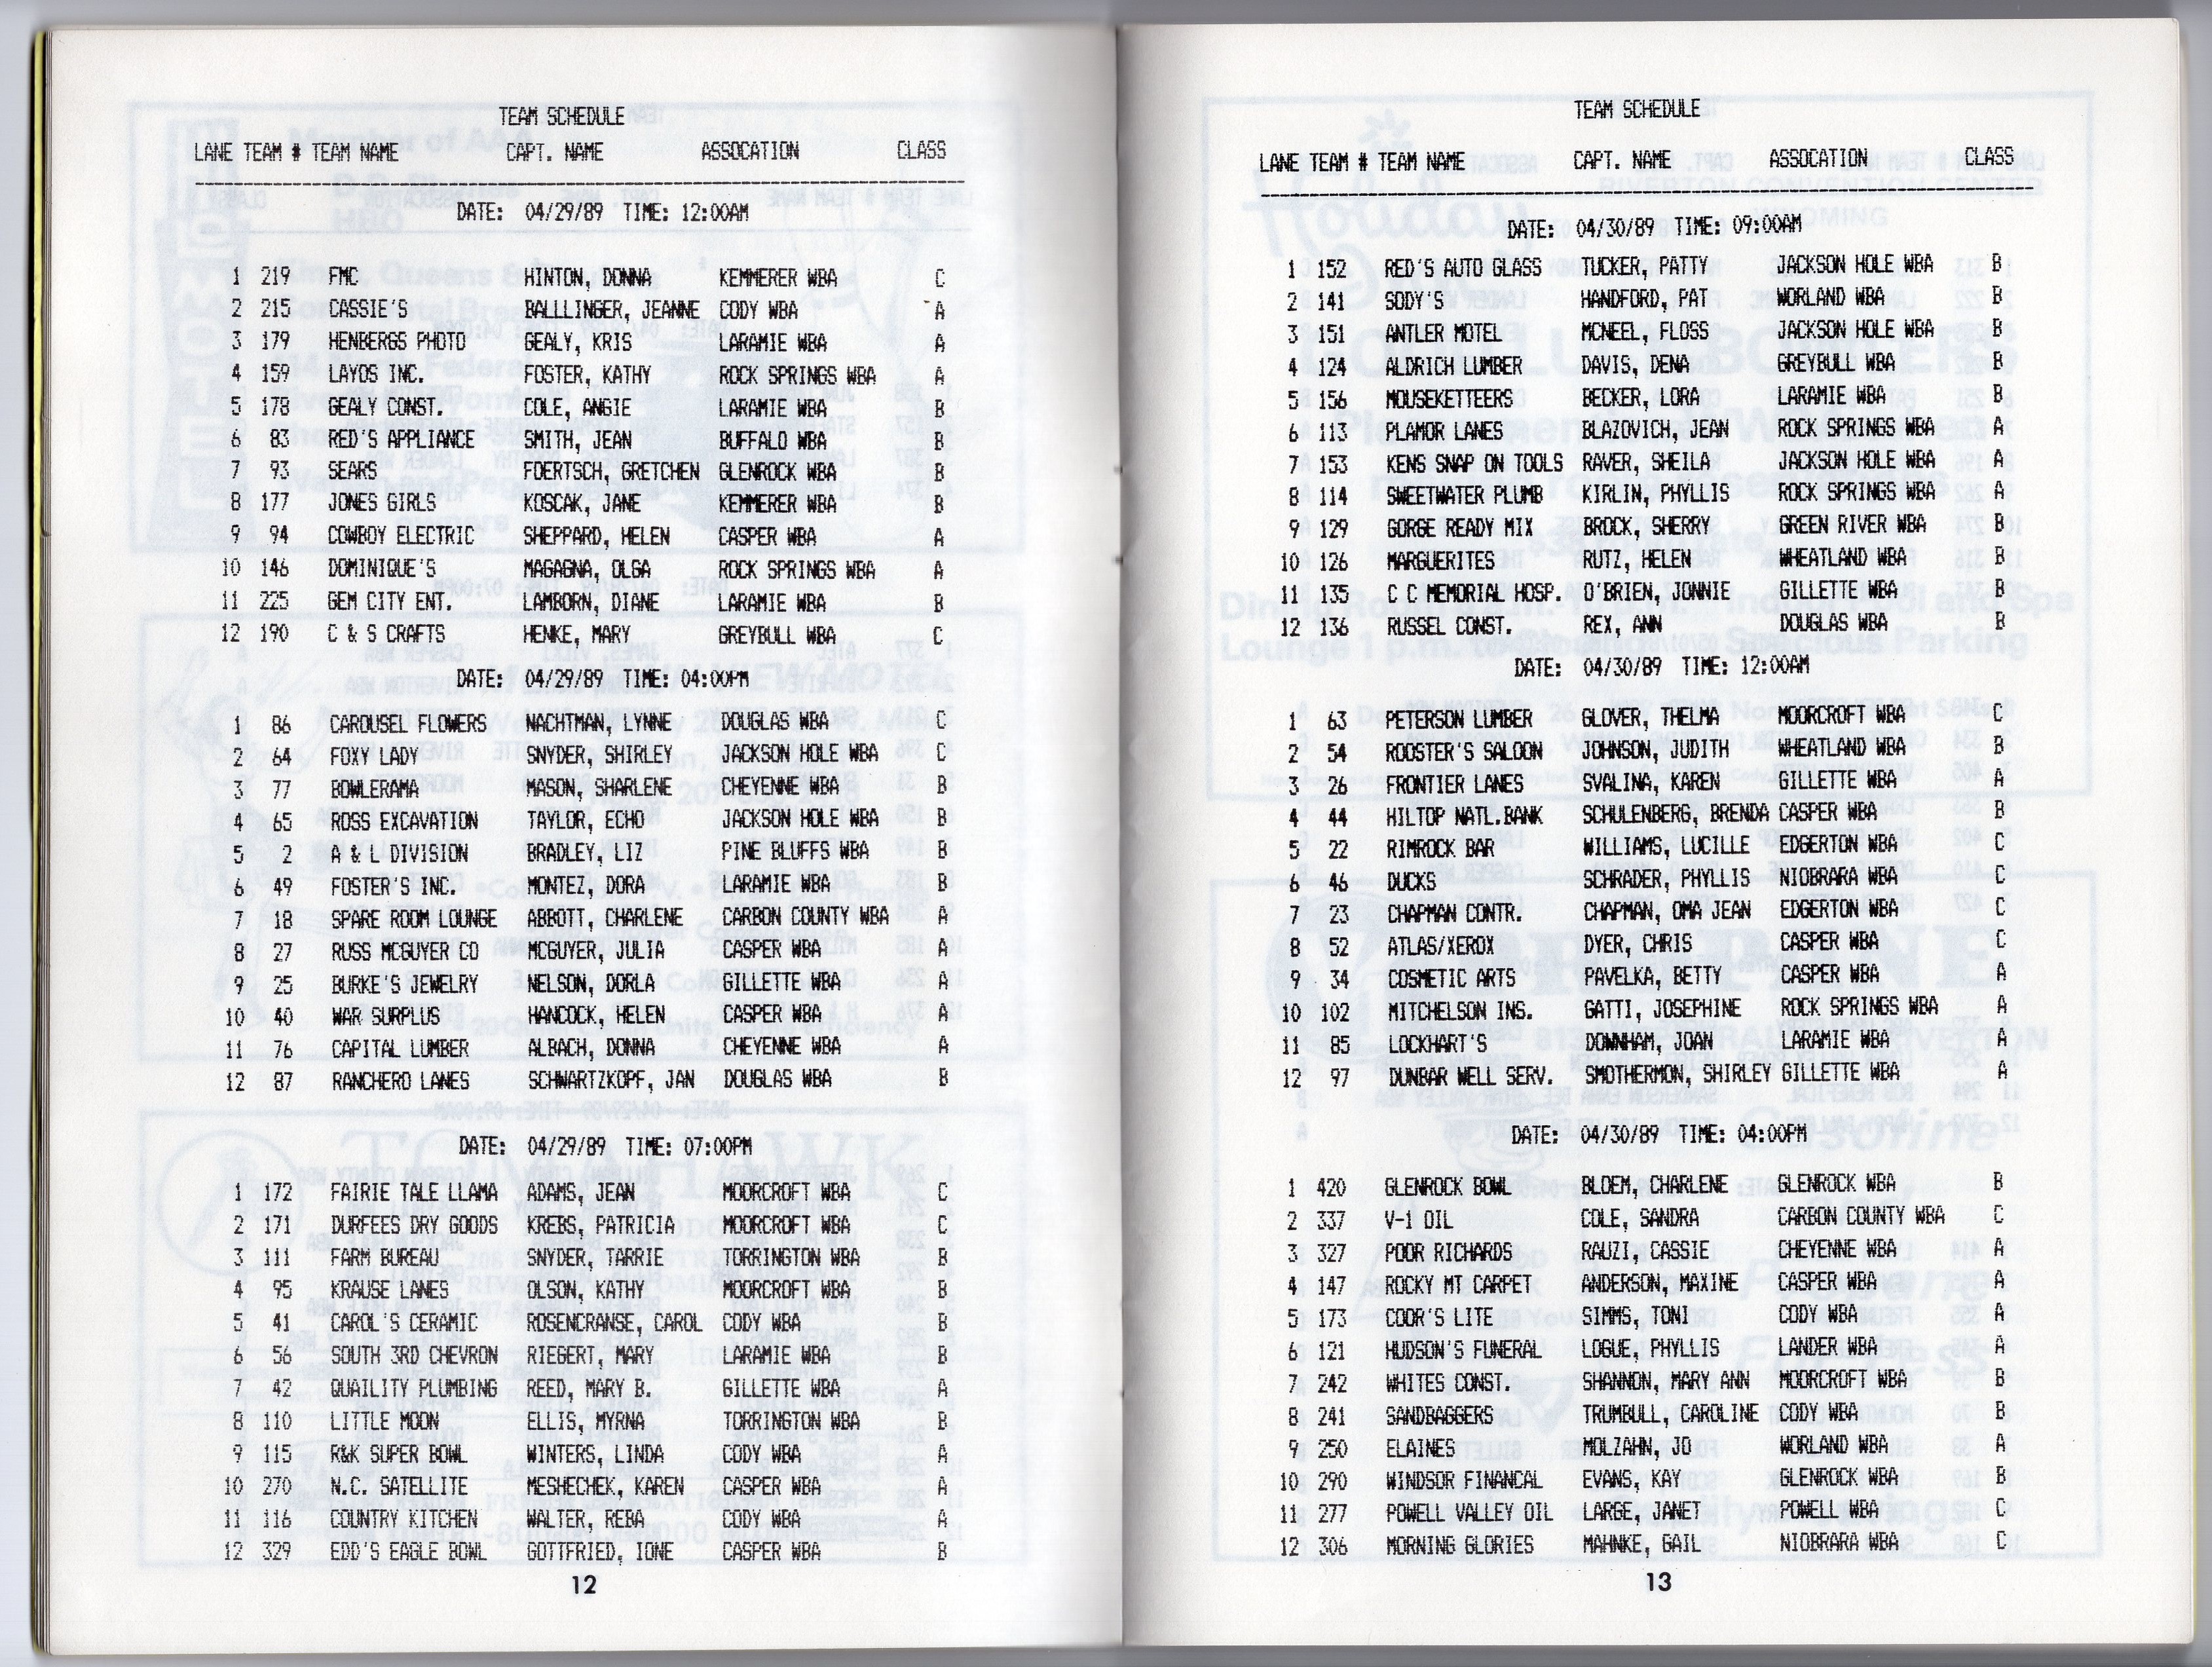 TEAM SCHEDULE
LANE TEAM # TEAM NAME CAPT. NAME ASSOCATION CLASS
DATE: 04/29/89 TIME: 12:00AM
1 219 FMC HINTON, DONNA KEMMERER WBA C
2 215 CASSIE'S BALLLINGER, JEANNE CODY WBA A
3 179 HENBERGS PHOTO GEALY, KRIS LARAMIE WBA A
4 159 LAYOS INC. FOSTER, KATHY ROCK SPRINGS WBA A
5 178 GEALY CONST. COLE, ANGIE LARAMIE WBA B
6 83 RED'S APPLIANCE SMITH, JEAN BUFFALO WBA B
7 93 SEARS FOERTSCH, GRETCHEN GLENROCK WBA B
8 177 JONES GIRLS KOSCAK, JANE KEMMERER WBA B
9 94 COWBOY ELECTRIC SHEPPARD, HELEN CASPER WBA A
10 146 DOMINIQUE'S MAGAGNA, OLGA ROCK SPRINGS WBA A
11 225 GEM CITY ENT. LAMBORN, DIANE LARAMIE WBA B
12 190 C & S CRAFTS HENKE, MARY GREYBULL WBA C
DATE: 04/29/89 TIME: 04:00PM
1 86 CAROUSEL FLOWERS NACHTMAN, LYNNE DOUGLAS WBA C
2 64 FOXY LADY SNYDER, SHIRLEY JACKSON HOLE WBA C
3 77 BOWLERAMA MASON, SHARLENE CHEYENNE WBA B
4 65 ROSS EXCAVATION TAYLOR, ECHO JACKSON HOLE WBA B
5 2 A & L DIVISION BRADLEY, LIZ PINE BLUFFS WBA B
6 49 FOSTER'S INC. MONTEZ, DORA LARAMIE WBA B
7 18 SPARE ROOM LOUNGE ABBOTT, CHARLENE CARBON COUNTY WBA A
8 27 RUSS MCGUYER CO MCGUYER, JULIA CASPER WBA A
9 25 BURKE'S JEWELRY NELSON, DORLA GILLETTE WBA A
10 40 WAR SURPLUS HANCOCK, HELEN CASPER WBA A
11 76 CAPITAL LUMBER ALBACH, DONNA CHEYENNE WBA A
12 87 RANCHERO LANES SCHWARTZKOPF, JAN DOUGLAS WBA B
DATE: 04/29/89 TIME: 07:00PM
1 172 FAIRIE TALE LLAMA ADAMS, JEAN MOORCROFT WBA C
2 171 DURFEES DRY GOODS KREBS, PATRICIA MOORCROFT WBA C
3 111 FARM BUREAU SNYDER, TARRIE TORRINGTON WBA B
4 95 KRAUSE LANES OLSON, KATHY MOORCROFT WBA B
5 41 CAROL'S CERAMIC ROSENCRANSE, CAROL CODY WBA B
6 56 SOUTH 3RD CHEVRON RIEGERT, MARY LARAMIE WBA B
7 42 QUAILITY PLUMBING REED, MARY B. GILLETTE WBA A
8 110 LITTLE MOON ELLIS, MYRNA TORRINGTON WBA B
9 115 R&K SUPER BOWL WINTERS, LINDA CODY WBA A
10 270 N.C. SATELLITE MESHECHEK, KAREN CASPER WBA A
11 116 COUNTRY KITCHEN WALTER, REBA CODY WBA A
12 329 EDD'S EAGLE BOWL GOTTFRIED, IONE CASPER WBA B
12
TEAM SCHEDULE
LANE TEAM # TEAM NAME CAPT. NAME ASSOCATION CLASS
DATE: 04/30/89 TIME: 09:00AM
1 152 RED'S AUTO GLASS TUCKER, PATTY JACKSON HOLE WBA B
2 141 SODY'S HANDFORD, PAT WORLAND WBA B
3 151 ANTLER MOTEL MCNEEL, FLOSS JACKSON HOLE WBA B
4 124 ALDRICH LUMBER DAVIS, DENA GREYBULL WBA B
5 156 MOUSEKETTEERS BECKER, LORA LARAMIE WBA B
6 113 PLAMOR LANES BLAZOVICH, JEAN ROCK SPRINGS WBA A
7 153 KENS SNAP ON TOOLS RAVER, SHEILA JACKSON HOLE WBA A
8 114 SWEETWATER PLUMB KIRLIN, PHYLLIS ROCK SPRINGS WBA A
9 129 GORGE READY MIX BROCK, SHERRY GREEN RIVER WBA B
10 126 MARGUERITES RUTZ, HELEN WHEATLAND WBA B
11 135 C C MEMORIAL HOSP. O'BRIEN, JONNIE GILLETTE WBA B
12 136 RUSSEL CONST. REX, ANN DOUGLAS WBA B
DATE: 04/30/89 TIME: 12:00AM
1 63 PETERSON LUMBER GLOVER, THELMA MOORCROFT WBA C
2 54 ROOSTER'S SALOON JOHNSON, JUDITH WHEATLAND WBA B
3 26 FRONTIER LANES SVALINA, KAREN GILLETTE WBA A
4 44 HILTOP NATL.BANK SCHULENBERG, BRENDA CASPER WBA B
5 22 RIMROCK BAR WILLIAMS, LUCILLE EDGERTON WBA C
6 46 DUCKS SCHRADER, PHYLLIS NIOBRARA WBA C
7 23 CHAPMAN CONTR. CHAPMAN, OMA JEAN EDGERTON WBA C
8 52 ATLAS/XEROX DYER, CHRIS CASPER WBA C
9 34 COSMETIC ARTS PAVELKA, BETTY CASPER WBA A
10 102 MITCHELSON INS. GATTI, JOSEPHINE ROCK SPRINGS WBA A
11 85 LOCKHART'S DOWNHAM, JOAN LARAMIE WBA A
12 97 DUNBAR WELL SERV. SMOTHERMON, SHIRLEY GILLETTE WBA A
DATE: 04/30/89 TIME: 04:00PM
1 420 GLENROCK BOWL BLOEM, CHARLENE GLENROCK WBA B
2 337 V-1 OIL COLE, SANDRA CARBON COUNTY WBA C
3 327 POOR RICHARDS RAUZI, CASSIE CHEYENNE WBA A
4 147 ROCKY MT CARPET ANDERSON, MAXINE CASPER WBA A
5 173 COOR'S LITE SIMMS, TONI CODY WBA A
6 121 HUDSON'S FUNERAL LOGUE, PHYLLIS LANDER WBA A
7 242 WHITES CONST. SHANNON, MARY ANN MOORCROFT WBA B
8 241 SANDBAGGERS TRUMBULL, CAROLINE CODY WBA B
9 250 ELAINES MOLZAHN, JO WORLAND WBA A
10 290 WINDSOR FINANCAL EVANS, KAY GLENROCK WBA B
11 277 POWELL VALLEY OIL LARGE, JANET POWELL WBA C
12 306 MORNING GLORIES MAHNKE, GAIL NIOBRARA WBA C
13